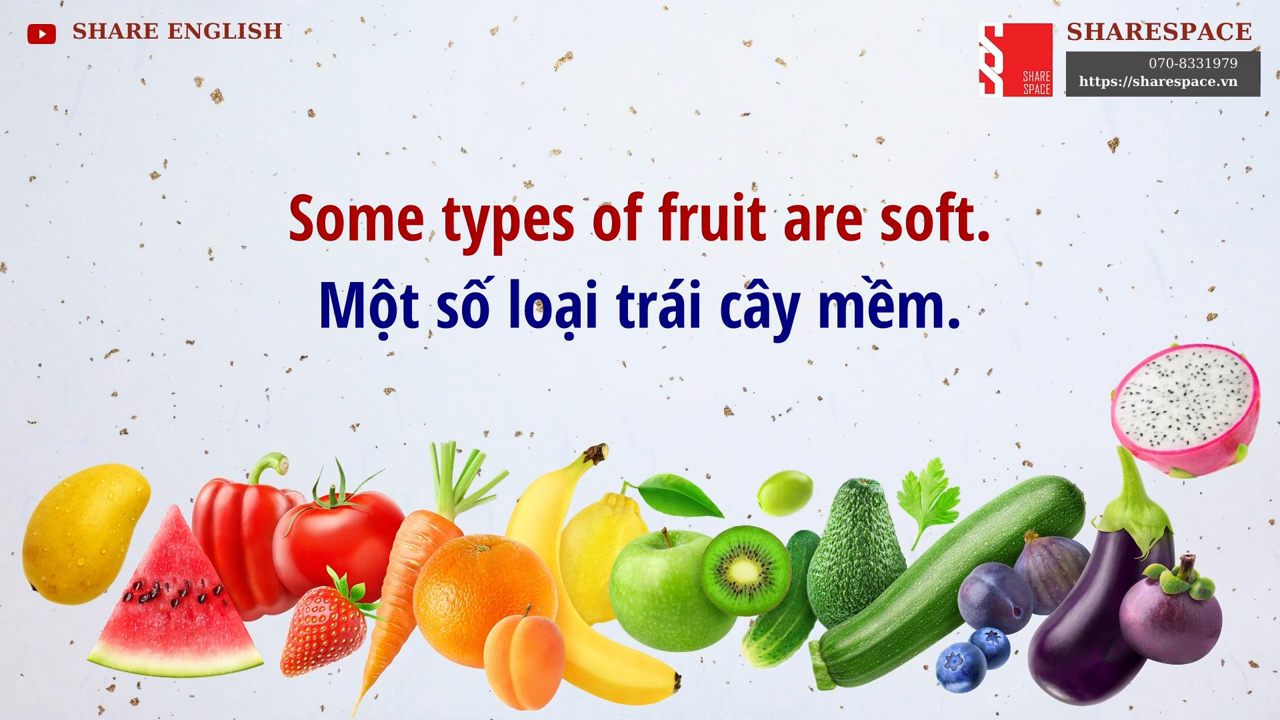 SHARE ENGLISH
SHARESPACE
070-8331979
https://sharespace.vn
SHARE
SPACE
Some types of fruit are soft.
Một số loại trái cây mềm.